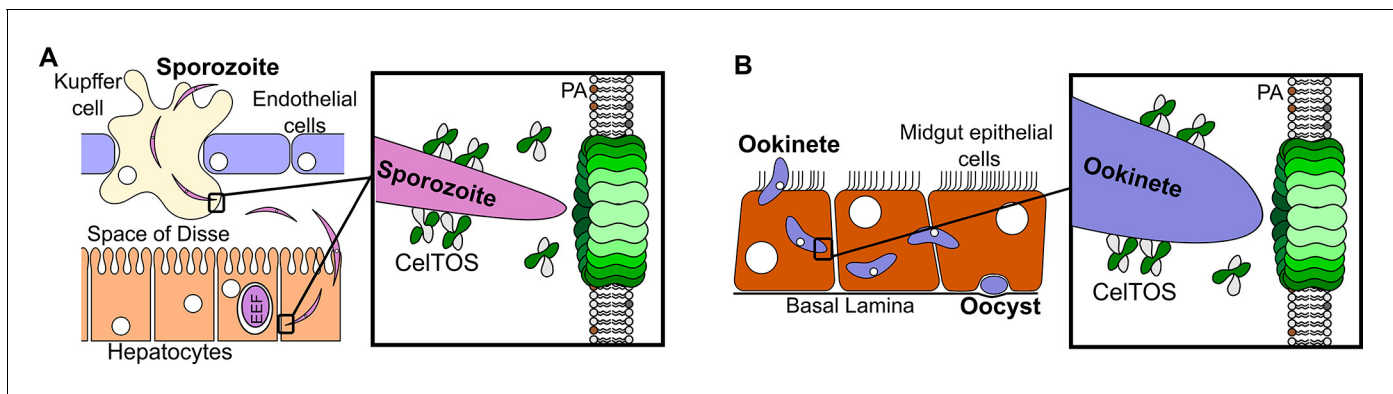 A
Kupffer
cell
Sporozoite
Endothelial
cells
Space of Disse
EEF
Hepatocytes
PA
Sporozoite
CelTOS
B
Ookinete
Midgut epithelial
cells
Basal Lamina
Oocyst
PA
Ookinete
CelTOS